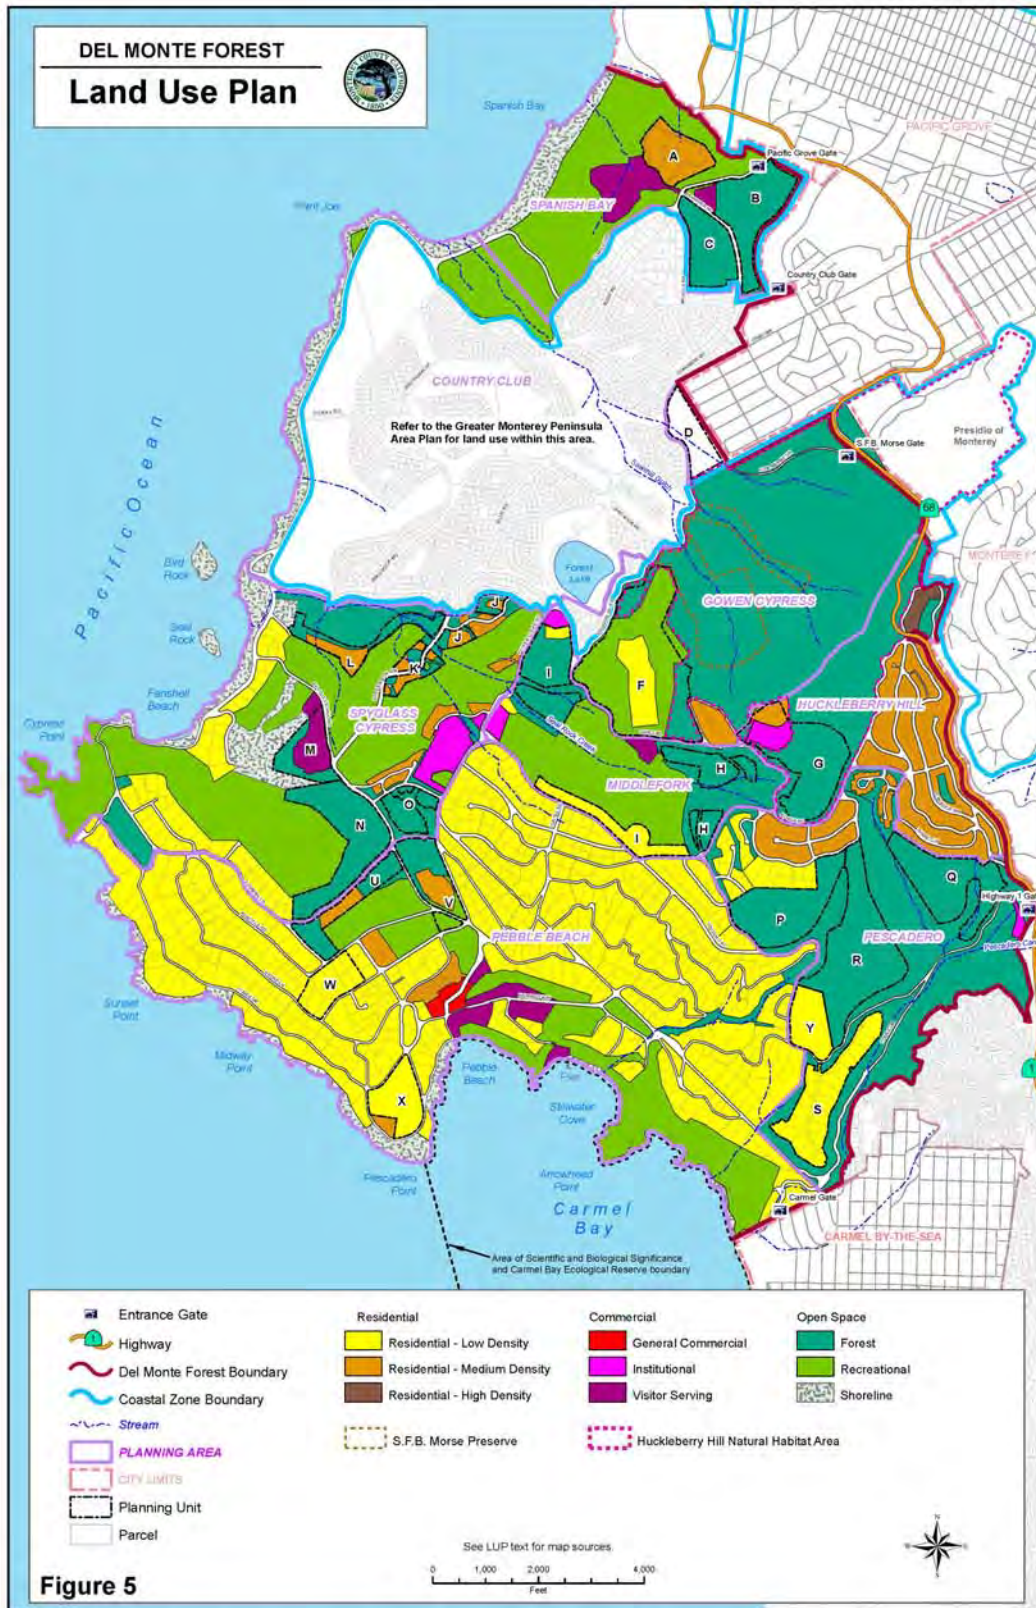 DEL MONTE FOREST
Land Use Plan
MONTEREY COUNTY CALIFORNIA
1850
Spanish Bay
PACIFIC GROVE
Pacific Grove Gate
A
B
SPANISH BAY
C
Country Club Gate
COUNTRY CLUB
Refer to the Greater Monterey Peninsula
Area Plan for land use within this area.
D
Presidio of
Monterey
S.F.B. Morse Gate
68
MONTEREY
Pacific Ocean
Bird
Rock
Forest
Lake
GOWEN CYPRESS
Seal
Rock
J
J
L
K
I
F
Fanshell
Beach
SPYGLASS
CYPRESS
HUCKLEBERRY HILL
Cypress
Point
M
G
H
MIDDLEFORK
O
N
I
H
U
Q
Highway 1 Gate
V
P
PEBBLE BEACH
PESCADERO
R
W
Sunset
Point
Y
Midway
Point
Pebble
Beach
Pier
X
Stillwater
Cove
S
Pescadero
Point
Arrowhead
Point
Carmel Gate
Carmel
Bay
CARMEL BY-THE-SEA
Area of Scientific and Biological Significance
and Carmel Bay Ecological Reserve boundary
1
Entrance Gate
1
Highway
Del Monte Forest Boundary
Coastal Zone Boundary
Stream
PLANNING AREA
CITY LIMITS
Planning Unit
Parcel
Residential
Residential - Low Density
Residential - Medium Density
Residential - High Density
S.F.B. Morse Preserve
Commercial
General Commercial
Institutional
Visitor Serving
Huckleberry Hill Natural Habitat Area
Open Space
Forest
Recreational
Shoreline
See LUP text for map sources.
0 1,000 2,000 4,000
Feet
N
E
S
W
Figure 5